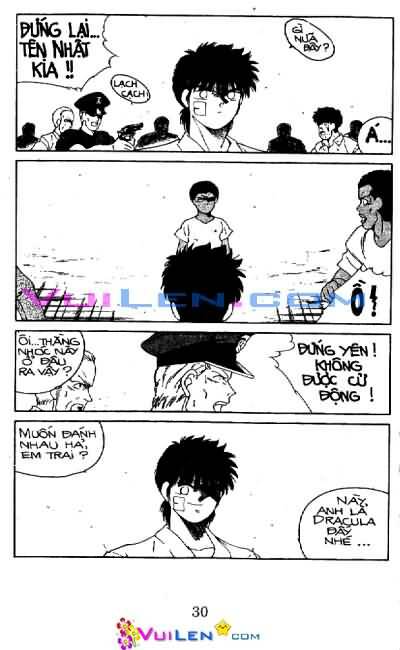 ĐỨNG LẠI...
TÊN NHẬT
KIA !!
LẠCH
CẠCH!
GÌ
NỮA
ĐÂY?
Á...
VUILEN.COM
Ồ!
ÔI...THẰNG
NHÓC NÀY
Ở ĐÂU
RA VẬY ?
ĐỨNG YÊN !
KHÔNG
ĐƯỢC CỬ
ĐỘNG !
MUỐN ĐÁNH
NHAU HẢ,
EM TRAI ?
NÀY,
ANH LÀ
DRACULA
ĐÂY
NHÉ ...
30
VUILEN.COM